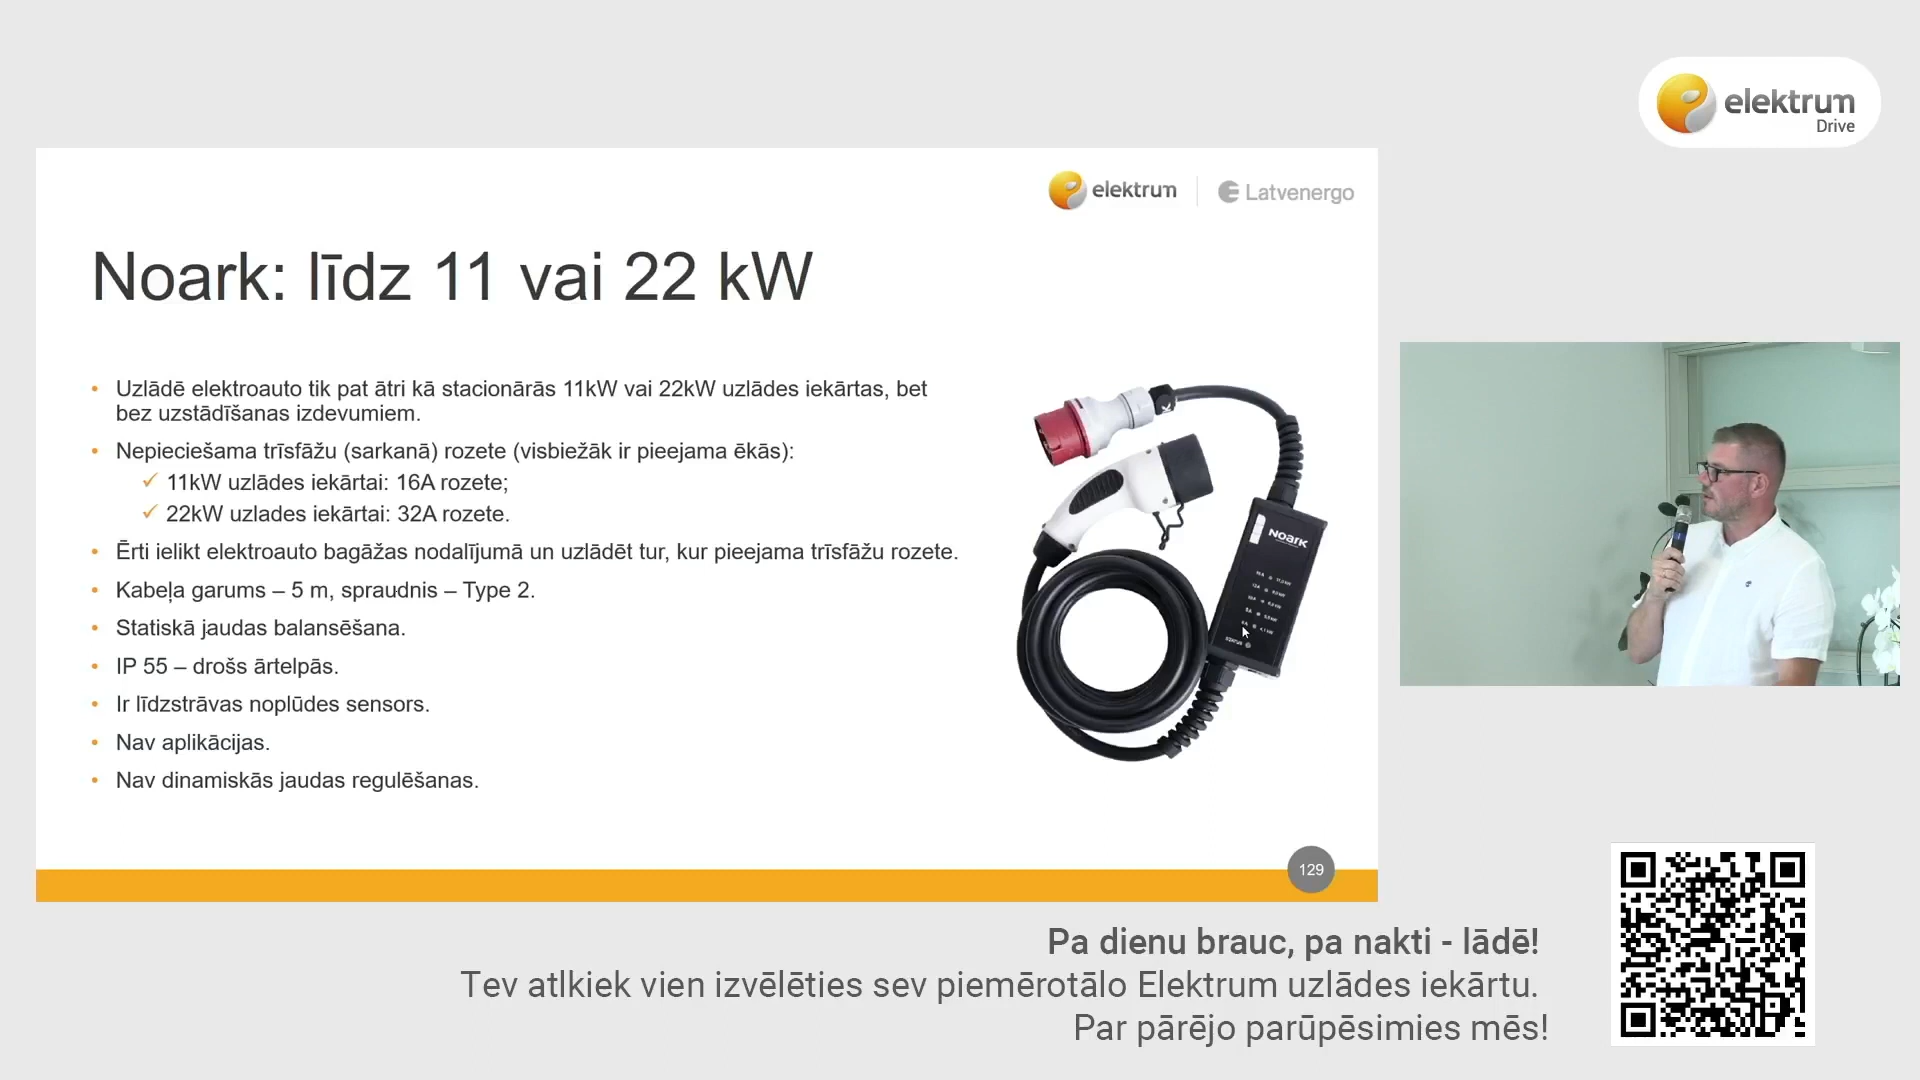 elektrum
Drive
elektrum
Latvenergo
Noark: līdz 11 vai 22 kW
• Uzlādē elektroauto tik pat ātri kā stacionārās 11kW vai 22kW uzlādes iekārtas, bet
bez uzstādīšanas izdevumiem.
• Nepieciešama trīsfāžu (sarkanā) rozete (visbiežāk ir pieejama ēkās):
✓ 11kW uzlādes iekārtai: 16A rozete;
✓ 22kW uzlades iekārtai: 32A rozete.
• Ērti ielikt elektroauto bagāžas nodalījumā un uzlādēt tur, kur pieejama trīsfāžu rozete.
• Kabeļa garums – 5 m, spraudnis – Type 2.
• Statiskā jaudas balansēšana.
• IP 55 – drošs ārtelpās.
• Ir līdzstrāvas noplūdes sensors.
• Nav aplikācijas.
• Nav dinamiskās jaudas regulēšanas.
NOARK
129
Pa dienu brauc, pa nakti - lādē!
Tev atlkiek vien izvēlēties sev piemērotālo Elektrum uzlādes iekārtu.
Par pārējo parūpēsimies mēs!